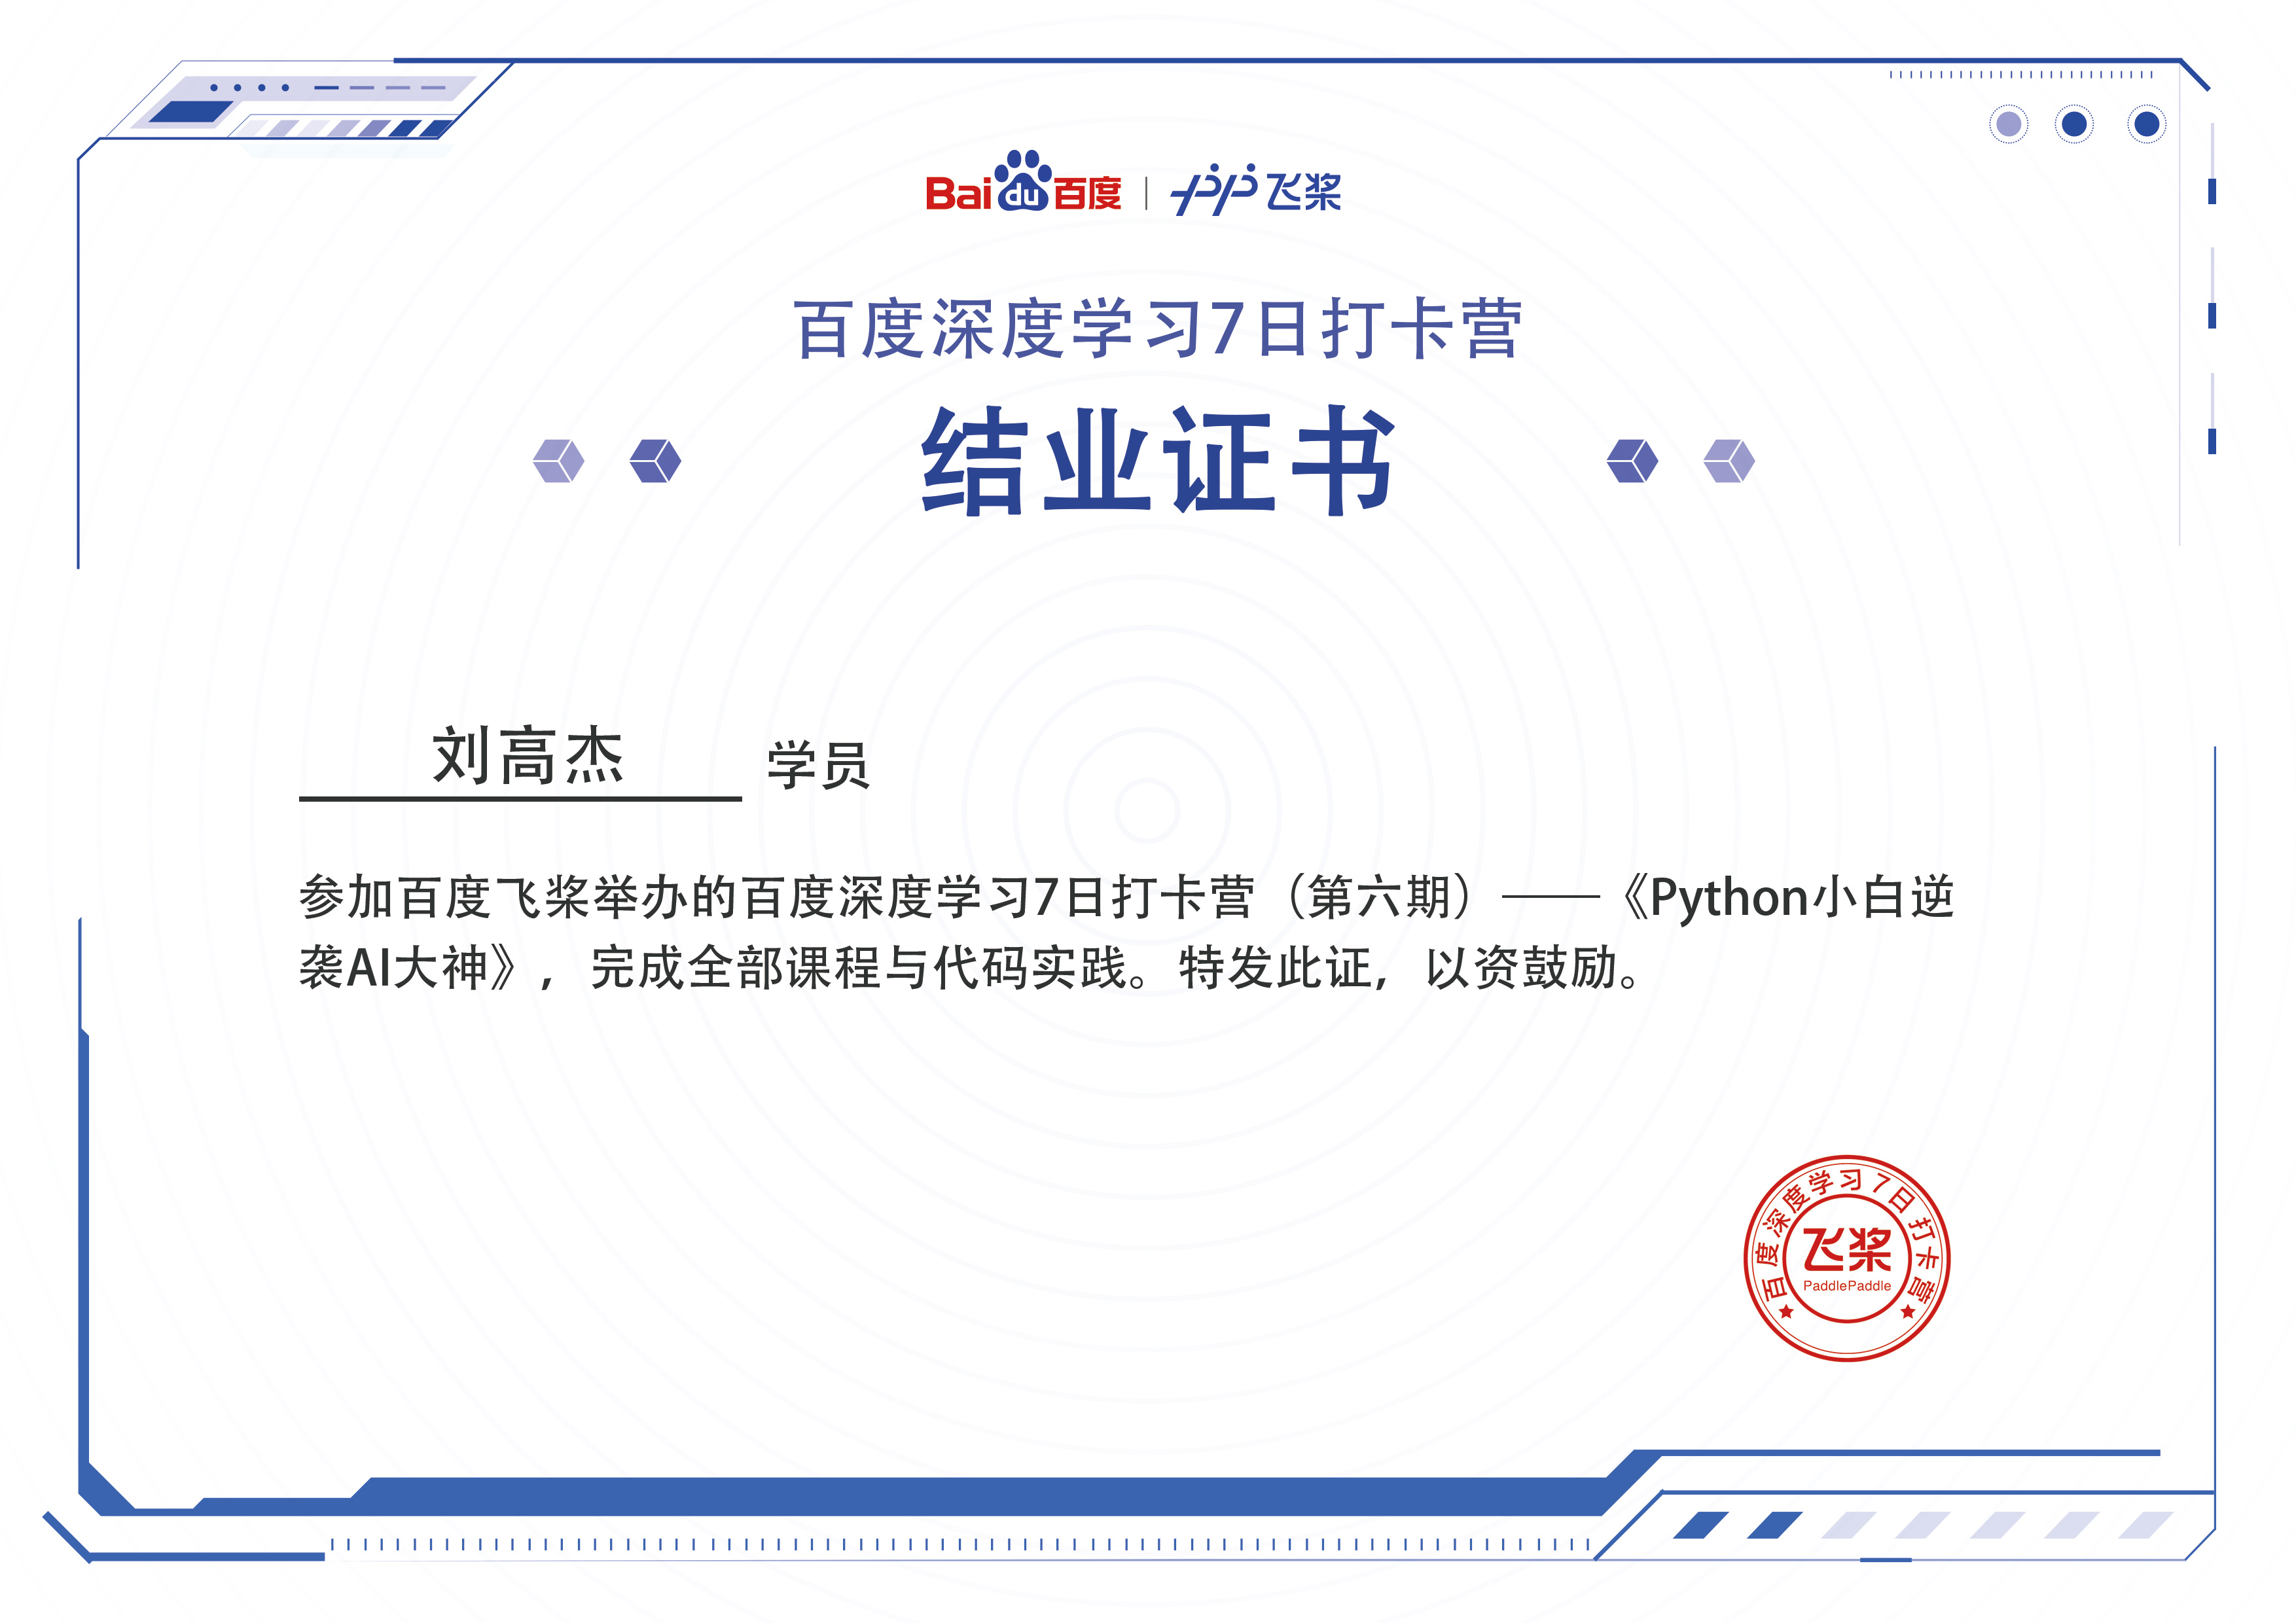 Bai du 百度 | 飞桨
百度深度学习7日打卡营
结业证书
刘高杰 学员
参加百度飞桨举办的百度深度学习7日打卡营（第六期）——《Python小白逆
袭AI大神》，完成全部课程与代码实践。特发此证，以资鼓励。
百度深度学习7日打卡营
飞桨
PaddlePaddle